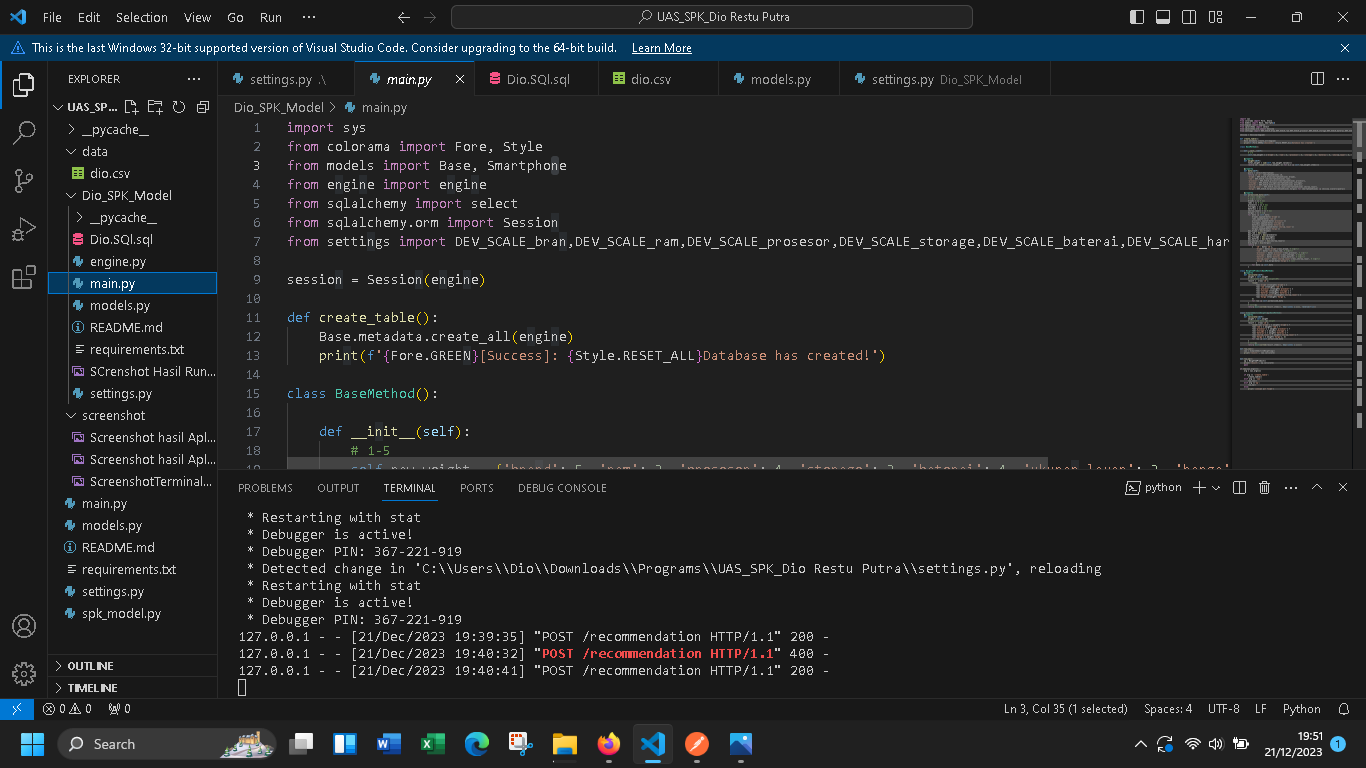 File Edit Selection View Go Run ··· UAS_SPK_Dio Restu Putra
This is the last Windows 32-bit supported version of Visual Studio Code. Consider upgrading to the 64-bit build. Learn More
EXPLORER
settings.py .\ main.py Dio.SQl.sql dio.csv models.py settings.py Dio_SPK_Model
UAS_SP...
__pycache__
data
dio.csv
Dio_SPK_Model
__pycache__
Dio.SQl.sql
engine.py
main.py
models.py
README.md
requirements.txt
SCrenshot Hasil Run...
settings.py
screenshot
Screenshot hasil Apl...
Screenshot hasil Apl...
ScreenshotTerminal...
main.py
models.py
README.md
requirements.txt
settings.py
spk_model.py
OUTLINE
TIMELINE
Dio_SPK_Model > main.py
1 import sys
2 from colorama import Fore, Style
3 from models import Base, Smartphone
4 from engine import engine
5 from sqlalchemy import select
6 from sqlalchemy.orm import Session
7 from settings import DEV_SCALE_bran,DEV_SCALE_ram,DEV_SCALE_prosesor,DEV_SCALE_storage,DEV_SCALE_baterai,DEV_SCALE_har
8
9 session = Session(engine)
10
11 def create_table():
12 Base.metadata.create_all(engine)
13 print(f'{Fore.GREEN}[Success]: {Style.RESET_ALL}Database has created!')
14
15 class BaseMethod():
16
17 def __init__(self):
18 # 1-5
PROBLEMS OUTPUT TERMINAL PORTS DEBUG CONSOLE python
* Restarting with stat
* Debugger is active!
* Debugger PIN: 367-221-919
* Detected change in 'C:\\Users\\Dio\\Downloads\\Programs\\UAS_SPK_Dio Restu Putra\\settings.py', reloading
* Restarting with stat
* Debugger is active!
* Debugger PIN: 367-221-919
127.0.0.1 - - [21/Dec/2023 19:39:35] "POST /recommendation HTTP/1.1" 200 -
127.0.0.1 - - [21/Dec/2023 19:40:32] "POST /recommendation HTTP/1.1" 400 -
127.0.0.1 - - [21/Dec/2023 19:40:41] "POST /recommendation HTTP/1.1" 200 -
0 0 0 Ln 3, Col 35 (1 selected) Spaces: 4 UTF-8 LF Python
Search
19:51
21/12/2023 1